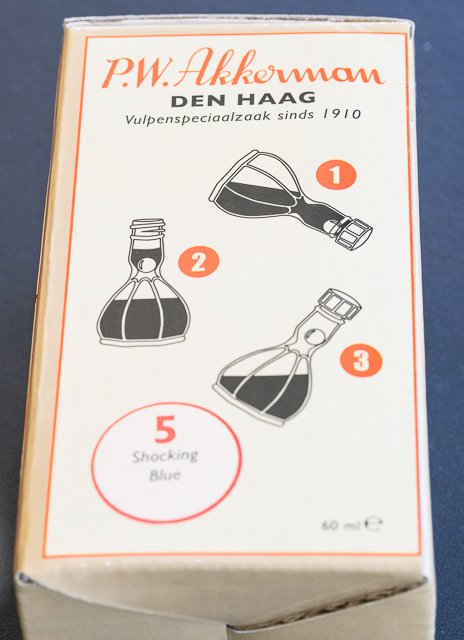 P.W. Akkerman
DEN HAAG
Vulpenspeciaalzaak sinds 1910
1
2
3
5
Shocking
Blue
60 ml ℮